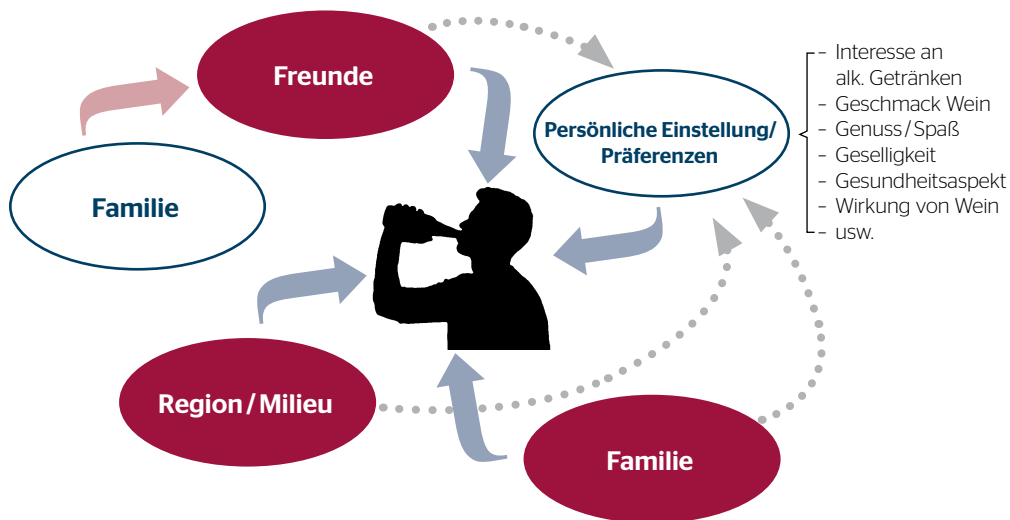 Freunde
Familie
Persönliche Einstellung/
Präferenzen
– Interesse an
alk. Getränken
– Geschmack Wein
– Genuss/Spaß
– Geselligkeit
– Gesundheitsaspekt
– Wirkung von Wein
– usw.
Region/Milieu
Familie